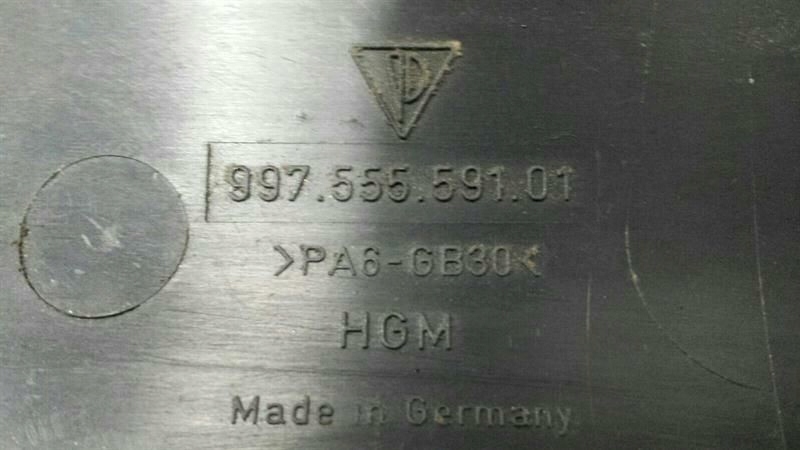 997.555.591.01
>PA6-GB30<
HGM
Made in Germany